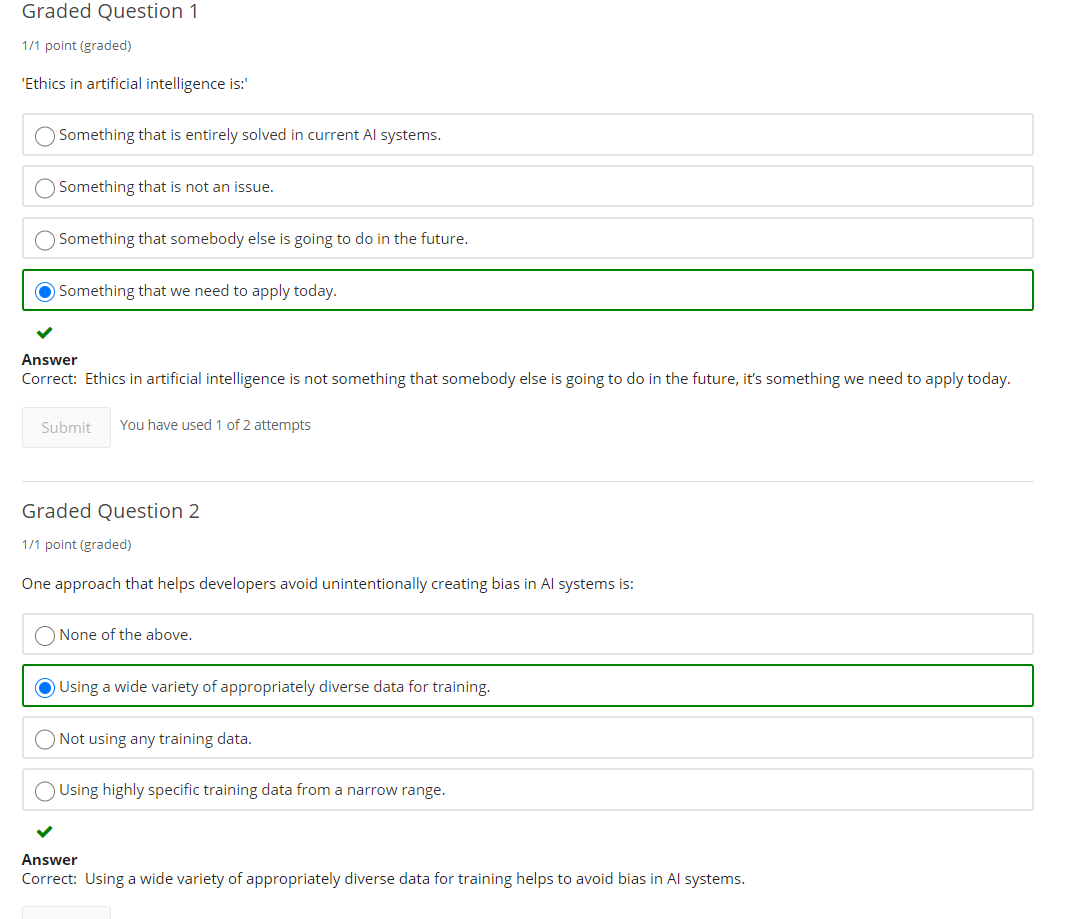 Graded Question 1
1/1 point (graded)
'Ethics in artificial intelligence is:'
Something that is entirely solved in current AI systems.
Something that is not an issue.
Something that somebody else is going to do in the future.
Something that we need to apply today.
Answer
Correct: Ethics in artificial intelligence is not something that somebody else is going to do in the future, it’s something we need to apply today.
Submit You have used 1 of 2 attempts
Graded Question 2
1/1 point (graded)
One approach that helps developers avoid unintentionally creating bias in AI systems is:
None of the above.
Using a wide variety of appropriately diverse data for training.
Not using any training data.
Using highly specific training data from a narrow range.
Answer
Correct: Using a wide variety of appropriately diverse data for training helps to avoid bias in AI systems.